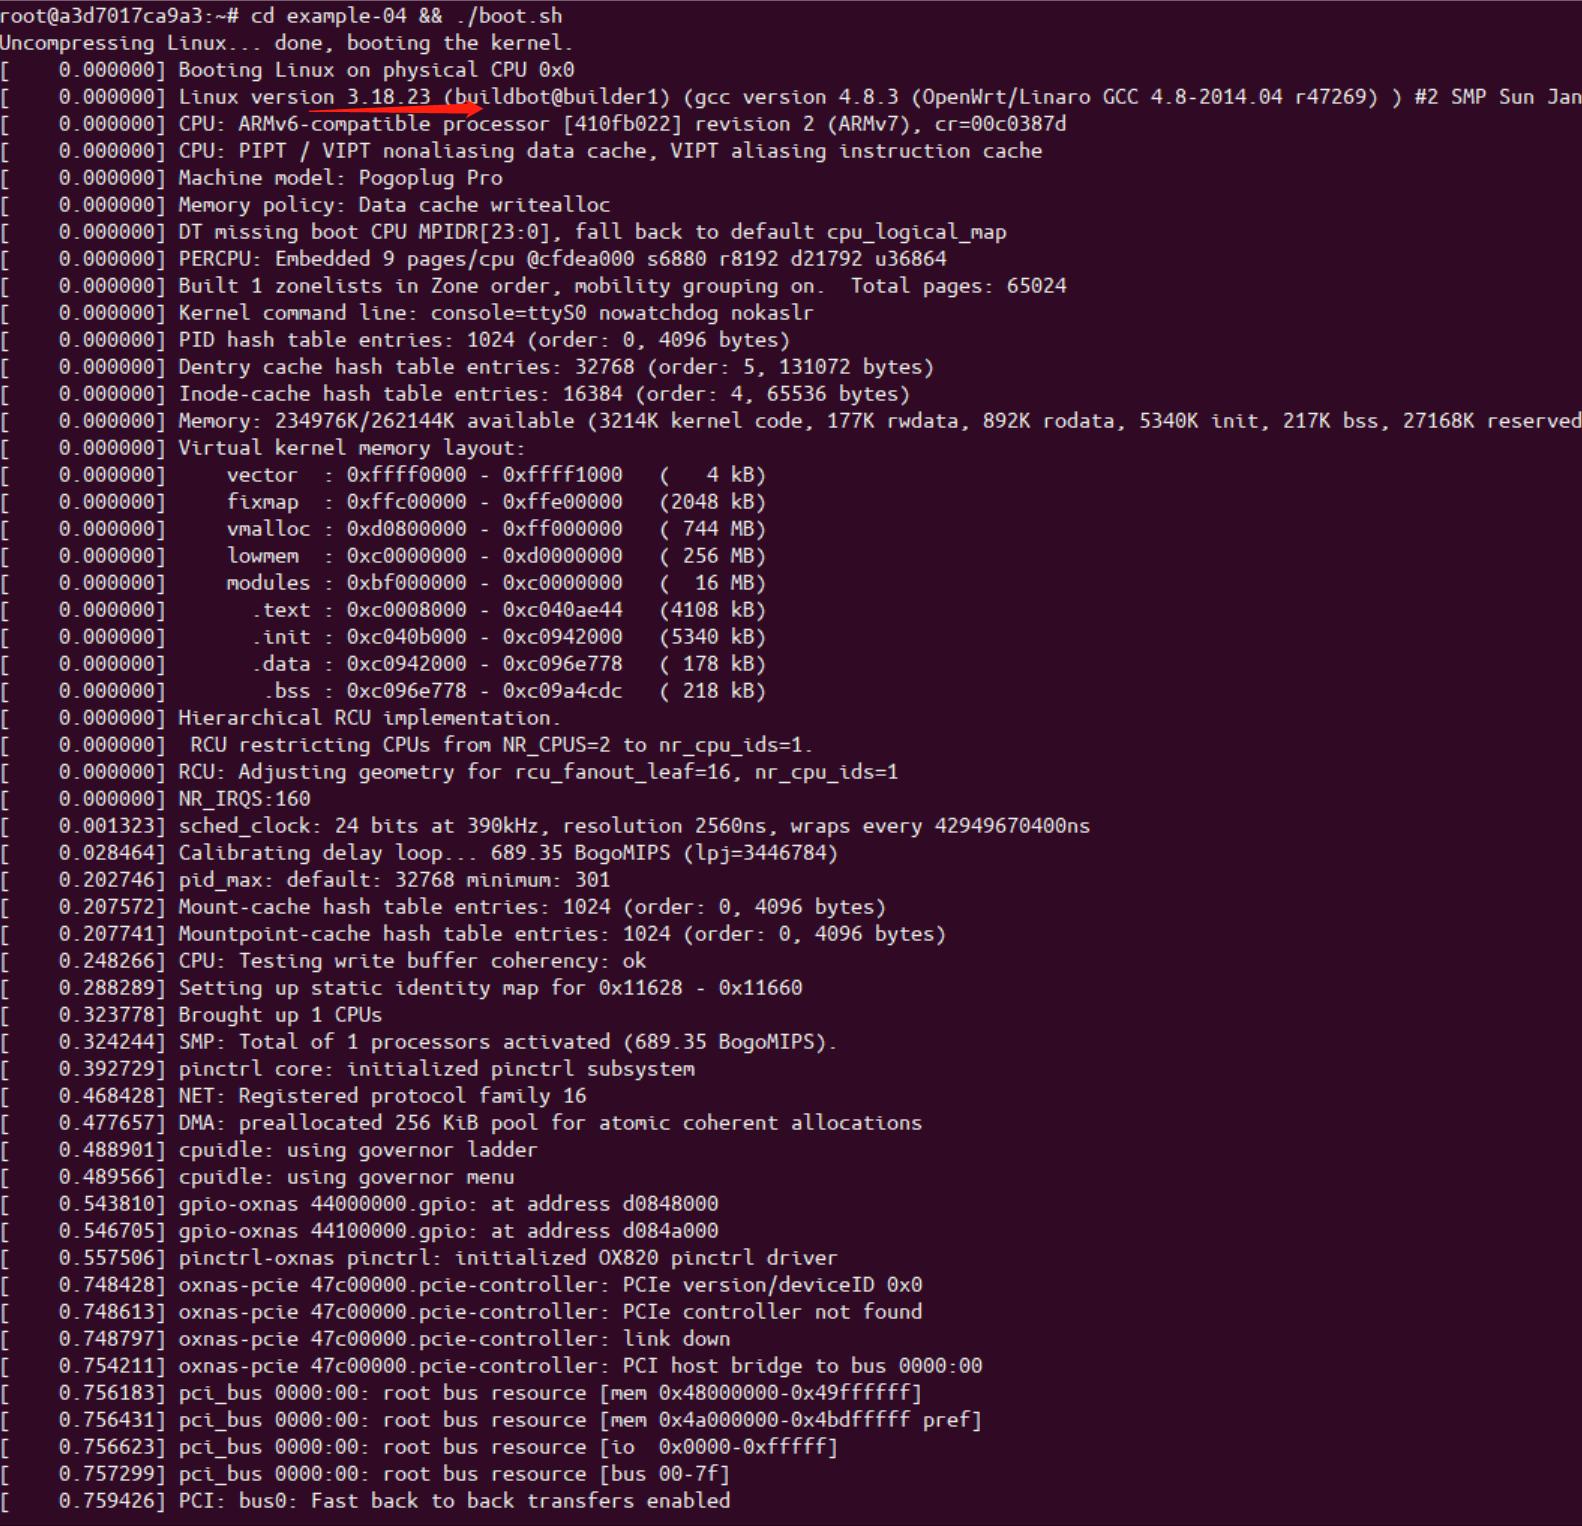 root@a3d7017ca9a3:~# cd example-04 && ./boot.sh
Uncompressing Linux... done, booting the kernel.
[    0.000000] Booting Linux on physical CPU 0x0
[    0.000000] Linux version 3.18.23 (buildbot@builder1) (gcc version 4.8.3 (OpenWrt/Linaro GCC 4.8-2014.04 r47269) ) #2 SMP Sun Jan
[    0.000000] CPU: ARMv6-compatible processor [410fb022] revision 2 (ARMv7), cr=00c0387d
[    0.000000] CPU: PIPT / VIPT nonaliasing data cache, VIPT aliasing instruction cache
[    0.000000] Machine model: Pogoplug Pro
[    0.000000] Memory policy: Data cache writealloc
[    0.000000] DT missing boot CPU MPIDR[23:0], fall back to default cpu_logical_map
[    0.000000] PERCPU: Embedded 9 pages/cpu @cfdea000 s6880 r8192 d21792 u36864
[    0.000000] Built 1 zonelists in Zone order, mobility grouping on.  Total pages: 65024
[    0.000000] Kernel command line: console=ttyS0 nowatchdog nokaslr
[    0.000000] PID hash table entries: 1024 (order: 0, 4096 bytes)
[    0.000000] Dentry cache hash table entries: 32768 (order: 5, 131072 bytes)
[    0.000000] Inode-cache hash table entries: 16384 (order: 4, 65536 bytes)
[    0.000000] Memory: 234976K/262144K available (3214K kernel code, 177K rwdata, 892K rodata, 5340K init, 217K bss, 27168K reserved
[    0.000000] Virtual kernel memory layout:
[    0.000000]     vector  : 0xffff0000 - 0xffff1000   (   4 kB)
[    0.000000]     fixmap  : 0xffc00000 - 0xffe00000   (2048 kB)
[    0.000000]     vmalloc : 0xd0800000 - 0xff000000   ( 744 MB)
[    0.000000]     lowmem  : 0xc0000000 - 0xd0000000   ( 256 MB)
[    0.000000]     modules : 0xbf000000 - 0xc0000000   (  16 MB)
[    0.000000]       .text : 0xc0008000 - 0xc040ae44   (4108 kB)
[    0.000000]       .init : 0xc040b000 - 0xc0942000   (5340 kB)
[    0.000000]       .data : 0xc0942000 - 0xc096e778   ( 178 kB)
[    0.000000]        .bss : 0xc096e778 - 0xc09a4cdc   ( 218 kB)
[    0.000000] Hierarchical RCU implementation.
[    0.000000]  RCU restricting CPUs from NR_CPUS=2 to nr_cpu_ids=1.
[    0.000000] RCU: Adjusting geometry for rcu_fanout_leaf=16, nr_cpu_ids=1
[    0.000000] NR_IRQS:160
[    0.001323] sched_clock: 24 bits at 390kHz, resolution 2560ns, wraps every 42949670400ns
[    0.028464] Calibrating delay loop... 689.35 BogoMIPS (lpj=3446784)
[    0.202746] pid_max: default: 32768 minimum: 301
[    0.207572] Mount-cache hash table entries: 1024 (order: 0, 4096 bytes)
[    0.207741] Mountpoint-cache hash table entries: 1024 (order: 0, 4096 bytes)
[    0.248266] CPU: Testing write buffer coherency: ok
[    0.288289] Setting up static identity map for 0x11628 - 0x11660
[    0.323778] Brought up 1 CPUs
[    0.324244] SMP: Total of 1 processors activated (689.35 BogoMIPS).
[    0.392729] pinctrl core: initialized pinctrl subsystem
[    0.468428] NET: Registered protocol family 16
[    0.477657] DMA: preallocated 256 KiB pool for atomic coherent allocations
[    0.488901] cpuidle: using governor ladder
[    0.489566] cpuidle: using governor menu
[    0.543810] gpio-oxnas 44000000.gpio: at address d0848000
[    0.546705] gpio-oxnas 44100000.gpio: at address d084a000
[    0.557506] pinctrl-oxnas pinctrl: initialized OX820 pinctrl driver
[    0.748428] oxnas-pcie 47c00000.pcie-controller: PCIe version/deviceID 0x0
[    0.748613] oxnas-pcie 47c00000.pcie-controller: PCIe controller not found
[    0.748797] oxnas-pcie 47c00000.pcie-controller: link down
[    0.754211] oxnas-pcie 47c00000.pcie-controller: PCI host bridge to bus 0000:00
[    0.756183] pci_bus 0000:00: root bus resource [mem 0x48000000-0x49ffffff]
[    0.756431] pci_bus 0000:00: root bus resource [mem 0x4a000000-0x4bdfffff pref]
[    0.756623] pci_bus 0000:00: root bus resource [io  0x0000-0xfffff]
[    0.757299] pci_bus 0000:00: root bus resource [bus 00-7f]
[    0.759426] PCI: bus0: Fast back to back transfers enabled